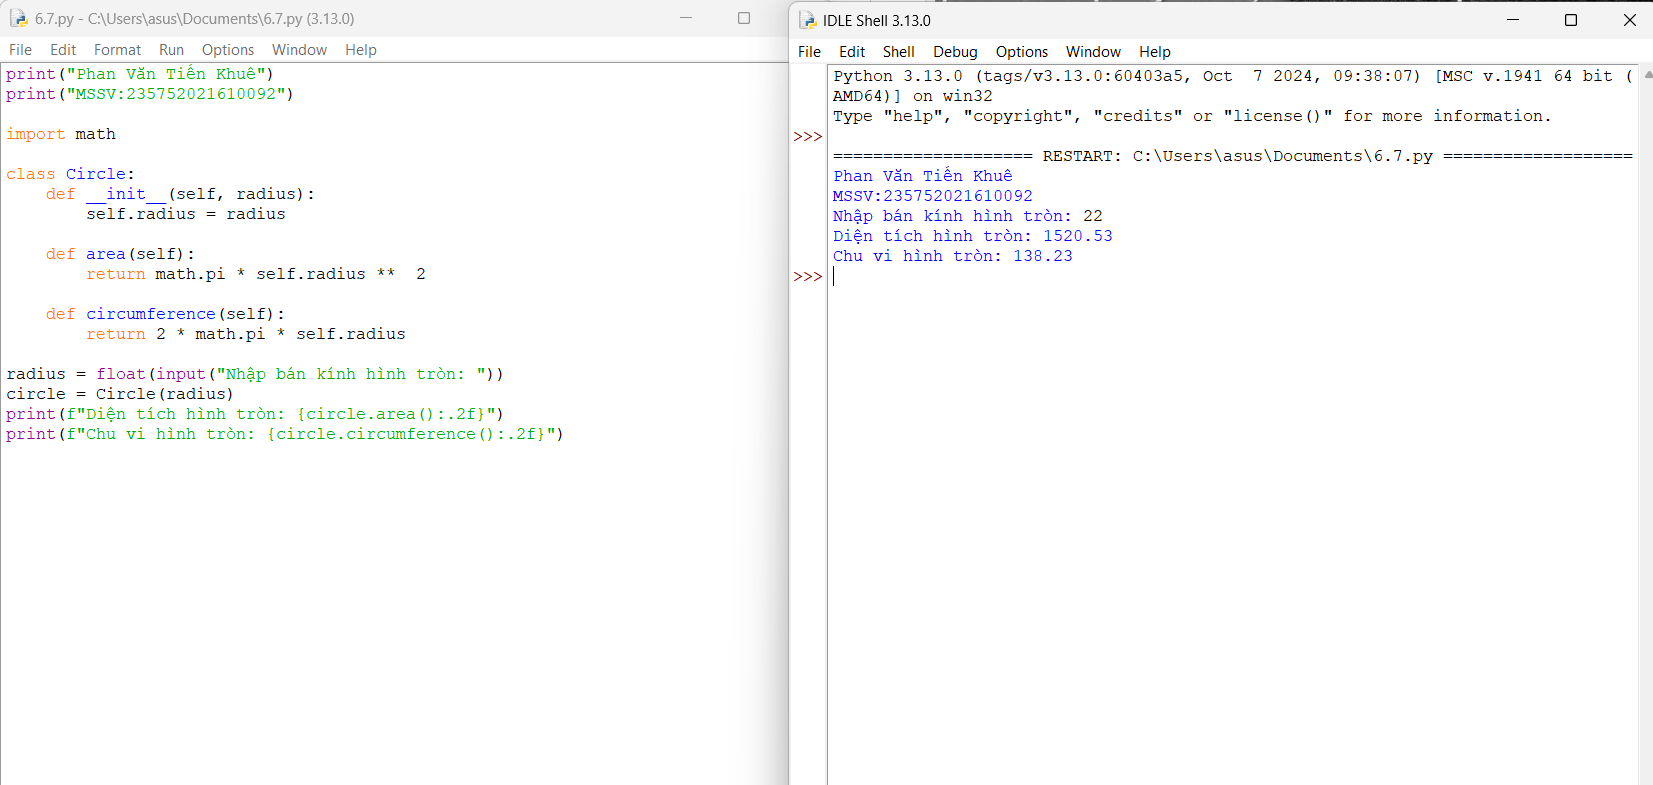 6.7.py - C:\Users\asus\Documents\6.7.py (3.13.0)
File Edit Format Run Options Window Help
print("Phan Văn Tiến Khuê")
print("MSSV:235752021610092")
import math
class Circle:
    def __init__(self, radius):
        self.radius = radius
    def area(self):
        return math.pi * self.radius **  2
    def circumference(self):
        return 2 * math.pi * self.radius
radius = float(input("Nhập bán kính hình tròn: "))
circle = Circle(radius)
print(f"Diện tích hình tròn: {circle.area():.2f}")
print(f"Chu vi hình tròn: {circle.circumference():.2f}")
IDLE Shell 3.13.0
File Edit Shell Debug Options Window Help
Python 3.13.0 (tags/v3.13.0:60403a5, Oct  7 2024, 09:38:07) [MSC v.1941 64 bit (
AMD64)] on win32
Type "help", "copyright", "credits" or "license()" for more information.
>>>
==================== RESTART: C:\Users\asus\Documents\6.7.py ===================
Phan Văn Tiến Khuê
MSSV:235752021610092
Nhập bán kính hình tròn: 22
Diện tích hình tròn: 1520.53
Chu vi hình tròn: 138.23
>>>